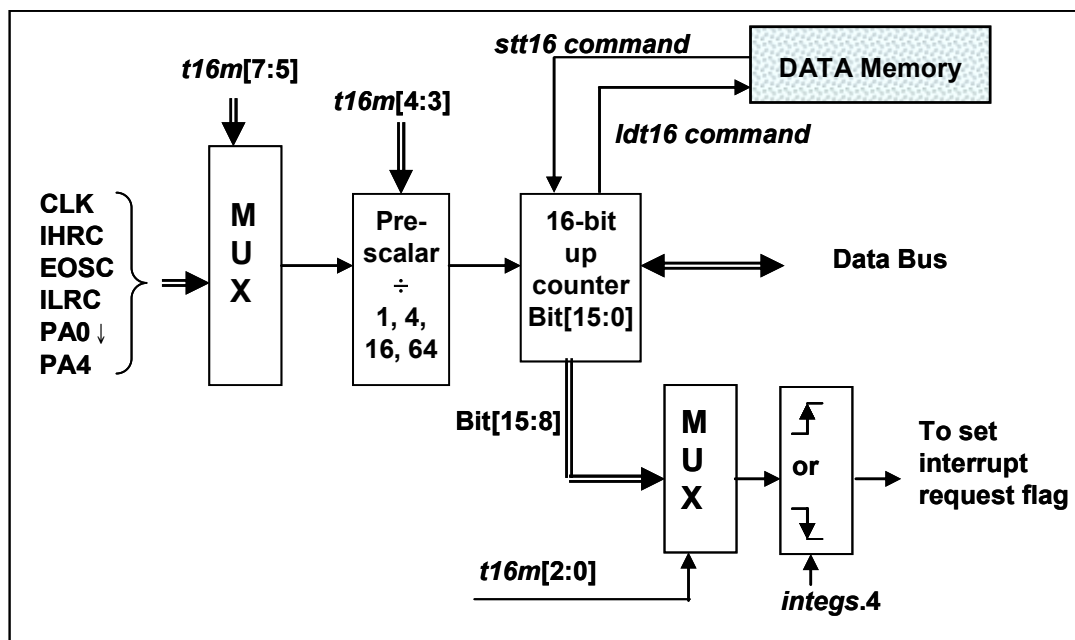 stt16 command
DATA Memory
t16m[7:5]
t16m[4:3]
ldt16 command
CLK
IHRC
EOSC
ILRC
PA0 ↓
PA4
M
U
X
Pre-
scalar
÷
1, 4,
16, 64
16-bit
up
counter
Bit[15:0]
Data Bus
Bit[15:8]
M
U
X
or
To set
interrupt
request flag
t16m[2:0]
integs.4